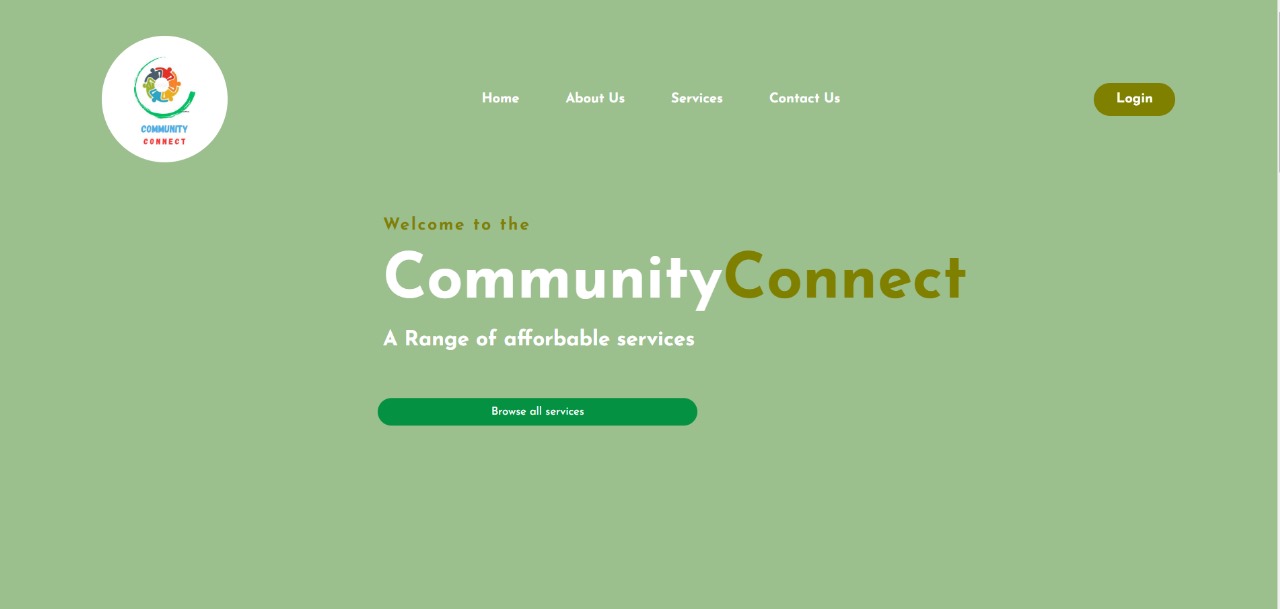 COMMUNITY
CONNECT
Home About Us Services Contact Us Login
Welcome to the
CommunityConnect
A Range of afforbable services
Browse all services